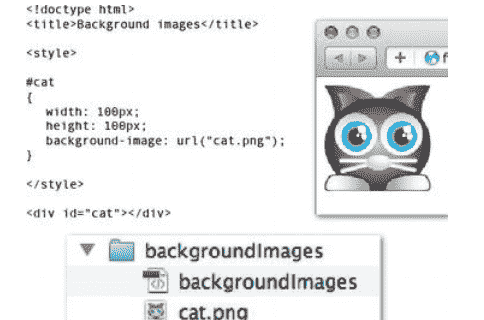 <!doctype html>
<title>Background images</title>
<style>
#cat
{
width: 100px;
height: 100px;
background-image: url("cat.png");
}
</style>
<div id="cat"></div>
backgroundImages
backgroundImages
cat.png